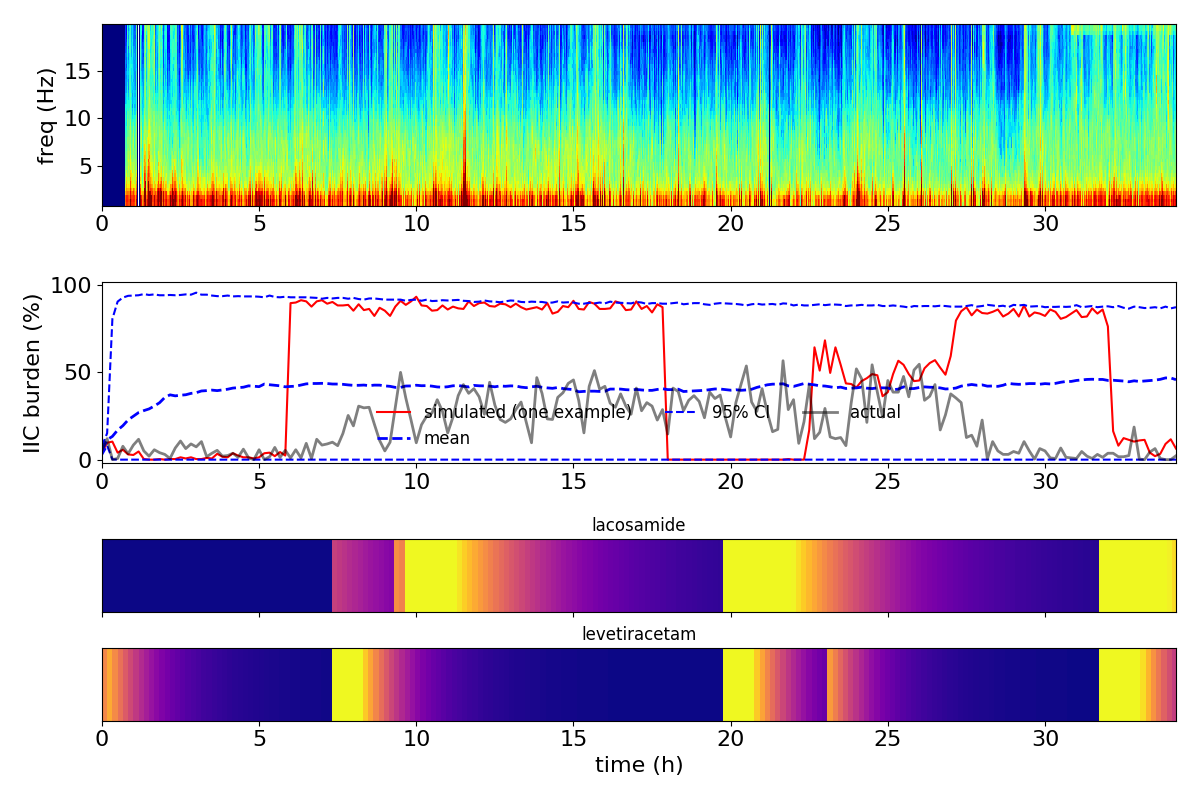 15
10
5
freq (Hz)
0 5 10 15 20 25 30
100
50
0
IIC burden (%)
simulated (one example) 95% CI actual
mean
0 5 10 15 20 25 30
lacosamide
levetiracetam
0 5 10 15 20 25 30
time (h)